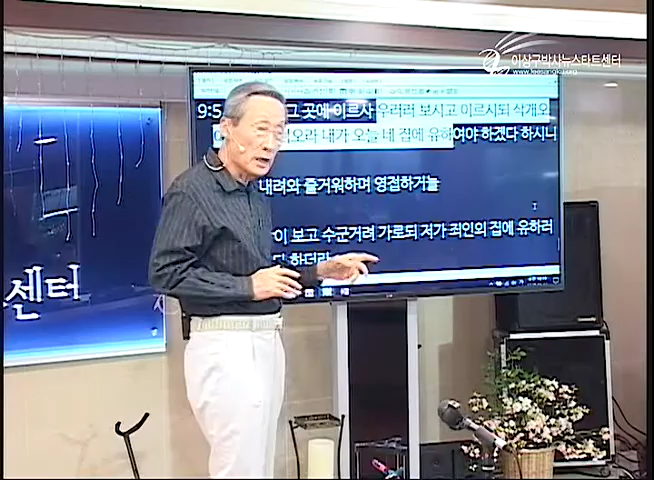 이상구박사뉴스타트센터
www.leesangku.org
9:5 그 곳에 이르사 우러러 보시고 이르시되 삭개오
오라 내가 오늘 네 집에 유하여야 하겠다 하시니
내려와 즐거워하며 영접하거늘
이 보고 수군거려 가로되 저가 죄인의 집에 유하러
하더라
센터